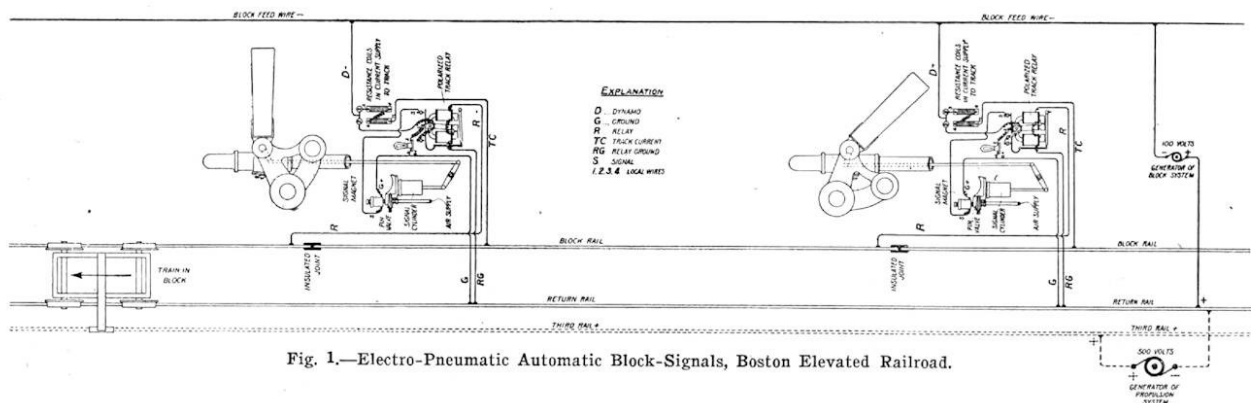 BLOCK FEED WIRE—
BLOCK FEED WIRE—
D-
RESISTANCE COILS
IN CURRENT SUPPLY
TO TRACK
POLARIZED
TRACK RELAY
R
TC
EXPLANATION
D... DYNAMO
G... GROUND
R RELAY
TC TRACK CURRENT
RG RELAY GROUND
S SIGNAL
1.2.3.4 LOCAL WIRES
D-
RESISTANCE COILS
IN CURRENT SUPPLY
TO TRACK
POLARIZED
TRACK RELAY
R
TC
100 VOLTS
- +
GENERATOR OF
BLOCK SYSTEM
SIGNAL
MAGNET
G+
PIN
VALVE
SIGNAL
CYLINDER
AIR SUPPLY
SIGNAL
MAGNET
G+
PIN
VALVE
SIGNAL
CYLINDER
AIR SUPPLY
R
BLOCK RAIL
R
BLOCK RAIL
TRAIN IN
BLOCK
INSULATED
JOINT
G
RG
INSULATED
JOINT
G
RG
RETURN RAIL
RETURN RAIL
+
THIRD RAIL +
THIRD RAIL +
Fig. 1.—Electro-Pneumatic Automatic Block-Signals, Boston Elevated Railroad.
+
500 VOLTS
+ —
GENERATOR OF
PROPULSION
SYSTEM